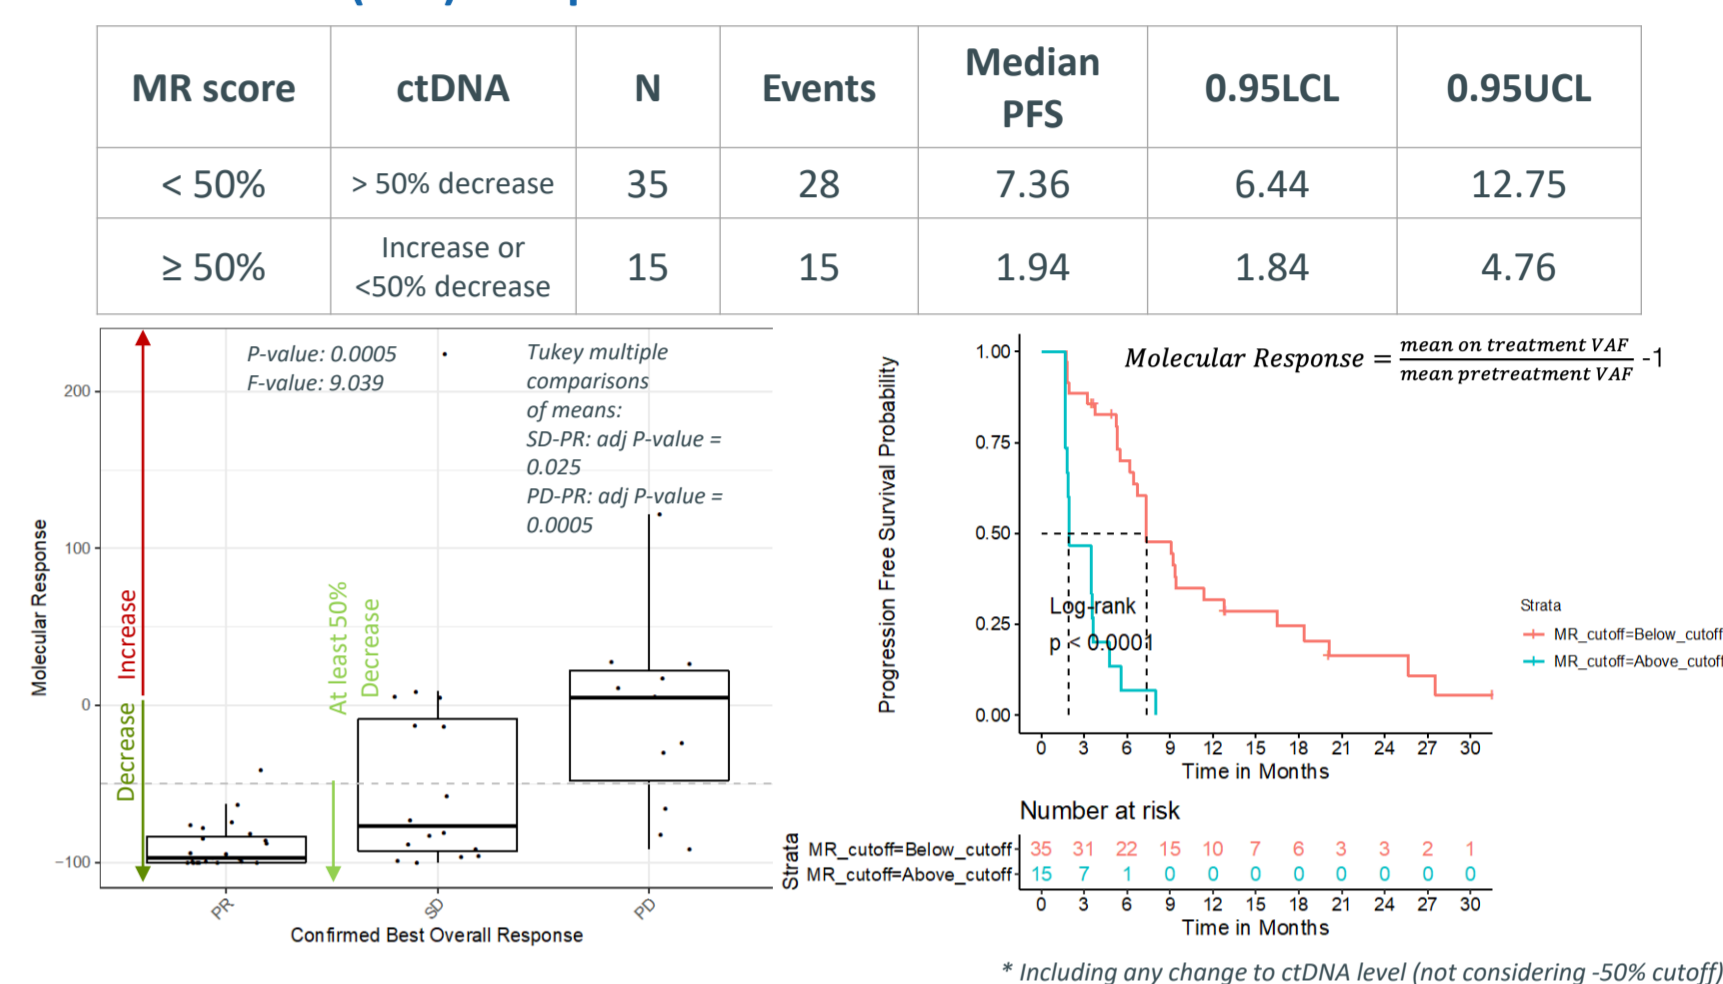 MR score ctDNA N Events Median PFS 0.95LCL 0.95UCL
< 50% > 50% decrease 35 28 7.36 6.44 12.75
≥ 50% Increase or <50% decrease 15 15 1.94 1.84 4.76
P-value: 0.0005
F-value: 9.039
Tukey multiple
comparisons
of means:
SD-PR: adj P-value =
0.025
PD-PR: adj P-value =
0.0005
Molecular Response
200
100
0
−100
Increase
Decrease
At least 50%
Decrease
PR SD PD
Confirmed Best Overall Response
Molecular Response = mean on treatment VAF / mean pretreatment VAF -1
Progression Free Survival Probability
1.00
0.75
0.50
0.25
0.00
Log-rank
p < 0.0001
0 3 6 9 12 15 18 21 24 27 30
Time in Months
Strata
MR_cutoff=Below_cutoff
MR_cutoff=Above_cutoff
Number at risk
Strata
MR_cutoff=Below_cutoff 35 31 22 15 10 7 6 3 3 2 1
MR_cutoff=Above_cutoff 15 7 1 0 0 0 0 0 0 0 0
0 3 6 9 12 15 18 21 24 27 30
Time in Months
* Including any change to ctDNA level (not considering -50% cutoff)